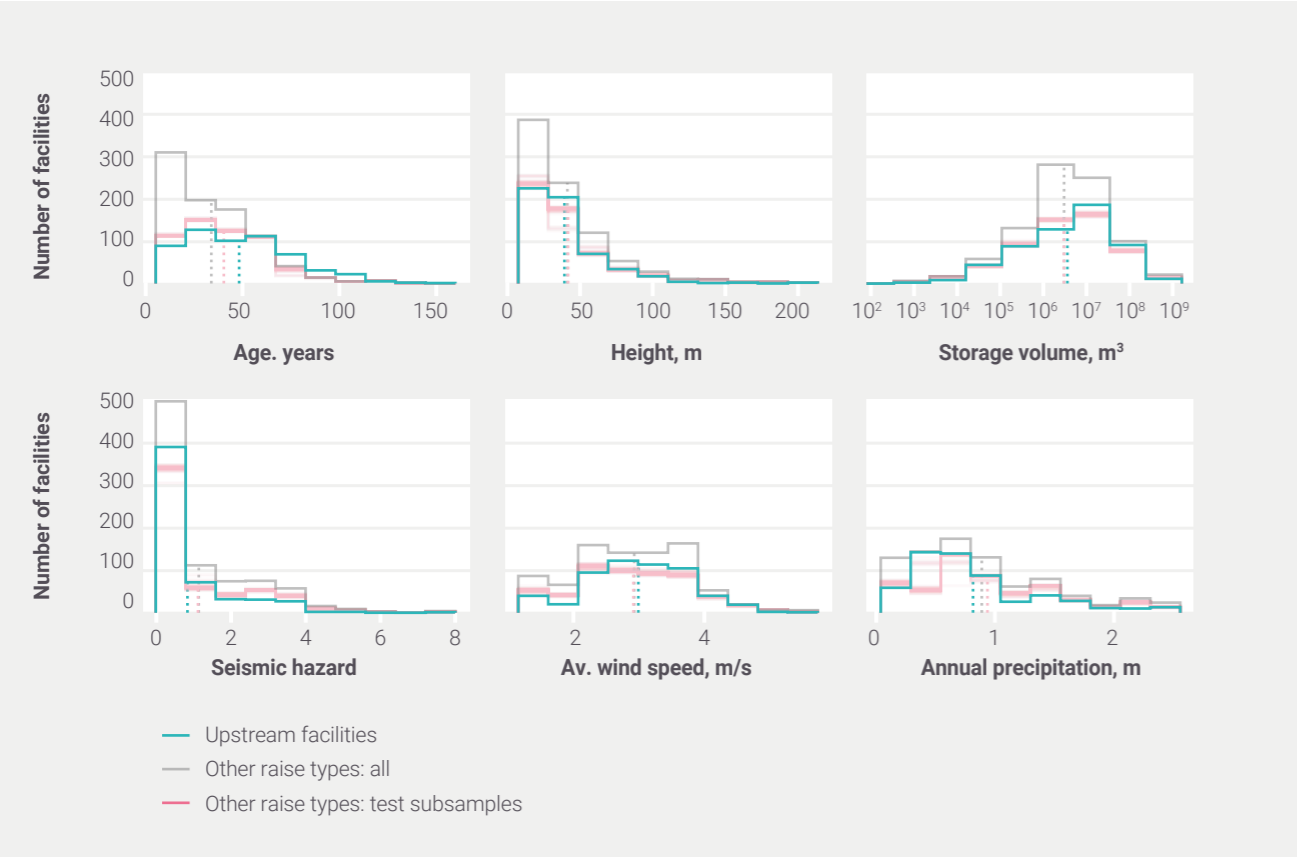 Number of facilities
500
400
300
200
100
0
0 50 100 150
Age. years
0 50 100 150 200
Height, m
10² 10³ 10⁴ 10⁵ 10⁶ 10⁷ 10⁸ 10⁹
Storage volume, m³
Number of facilities
500
400
300
200
100
0
0 2 4 6 8
Seismic hazard
2 4
Av. wind speed, m/s
0 1 2
Annual precipitation, m
Upstream facilities
Other raise types: all
Other raise types: test subsamples